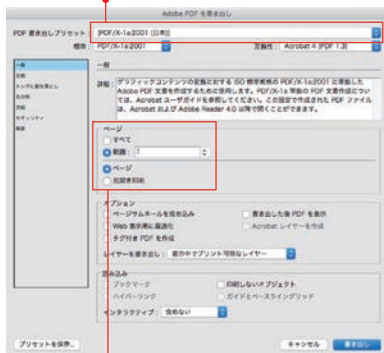 Adobe PDF を書き出し
PDF 書き出しプリセット： [PDF/X-1a:2001 (日本)]
標準： PDF/X-1a:2001
互換性： Acrobat 4 (PDF 1.3)
一般
圧縮
トンボと裁ち落とし
色分解
詳細
セキュリティ
概要
一般
説明： グラフィックコンテンツの変換に対する ISO 標準規格の PDF/X-1a:2001 に準拠した
Adobe PDF 文書を作成するために使用します。PDF/X-1a 準拠の PDF 文書作成につい
ては、Acrobat ユーザガイドを参照してください。この設定で作成された PDF ファイル
は、Acrobat および Adobe Reader 4.0 以降で開くことができます。
ページ
すべて
範囲： 1
ページ
見開き印刷
オプション
ページサムネールを埋め込み
書き出した後 PDF を表示
Web 表示用に最適化
Acrobat レイヤーを作成
タグ付き PDF を作成
レイヤーを書き出し： 表示中でプリント可能なレイヤー
読み込み
ブックマーク
印刷しないオブジェクト
ハイパーリンク
ガイドとベースライングリッド
インタラクティブ： 含めない
プリセットを保存...
キャンセル
書き出し